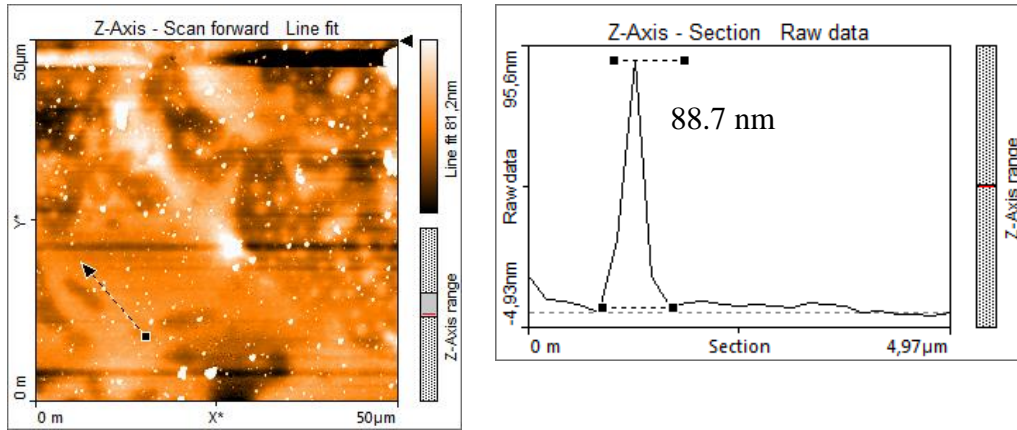 Z-Axis - Scan forward Line fit
50µm
Y*
0 m
0 m X* 50µm
Line fit 81,2nm
Z-Axis range
Z-Axis - Section Raw data
95,6nm
Raw data
-4,93nm
88.7 nm
0 m Section 4,97µm
Z-Axis range